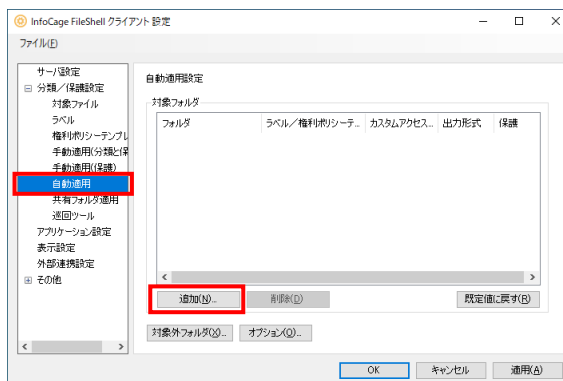 InfoCage FileShell クライアント 設定
ファイル(F)
サーバ設定
分類／保護設定
対象ファイル
ラベル
権利ポリシーテンプレ
手動適用(分類と保
手動適用(保護)
自動適用
共有フォルダ適用
巡回ツール
アプリケーション設定
表示設定
外部連携設定
その他
自動適用設定
対象フォルダ
フォルダ ラベル／権利ポリシーテ... カスタムアクセス... 出力形式 保護
追加(N)... 削除(D) 既定値に戻す(R)
対象外フォルダ(X)... オプション(O)...
OK キャンセル 適用(A)